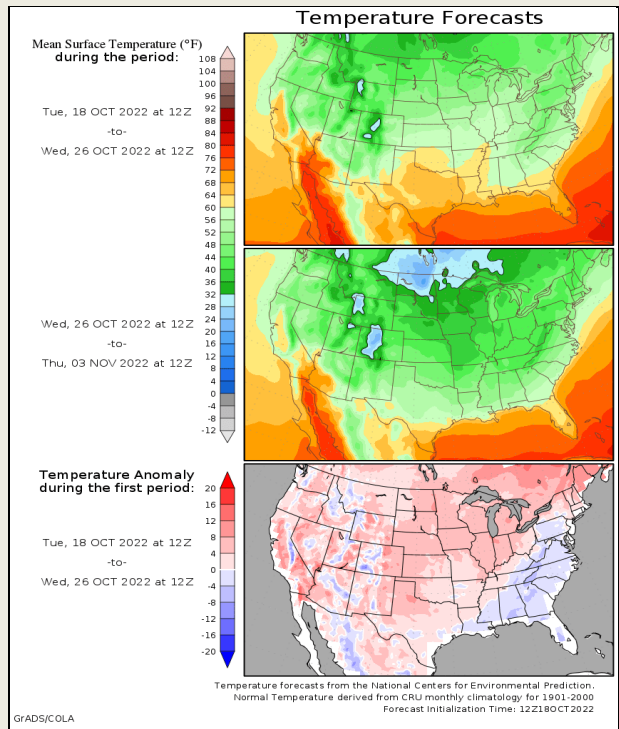 Temperature Forecasts
Mean Surface Temperature (°F)
during the period:
Tue, 18 OCT 2022 at 12Z
-to-
Wed, 26 OCT 2022 at 12Z
108
104
100
96
92
88
84
80
76
72
68
64
60
56
52
48
44
40
36
32
28
24
20
16
12
8
4
0
-4
-8
-12
Wed, 26 OCT 2022 at 12Z
-to-
Thu, 03 NOV 2022 at 12Z
Temperature Anomaly
during the first period:
Tue, 18 OCT 2022 at 12Z
-to-
Wed, 26 OCT 2022 at 12Z
20
16
12
8
4
0
-4
-8
-12
-16
-20
Temperature forecasts from the National Centers for Environmental Prediction.
Normal Temperature derived from CRU monthly climatology for 1901-2000
Forecast Initialization Time: 12Z18OCT2022
GrADS/COLA